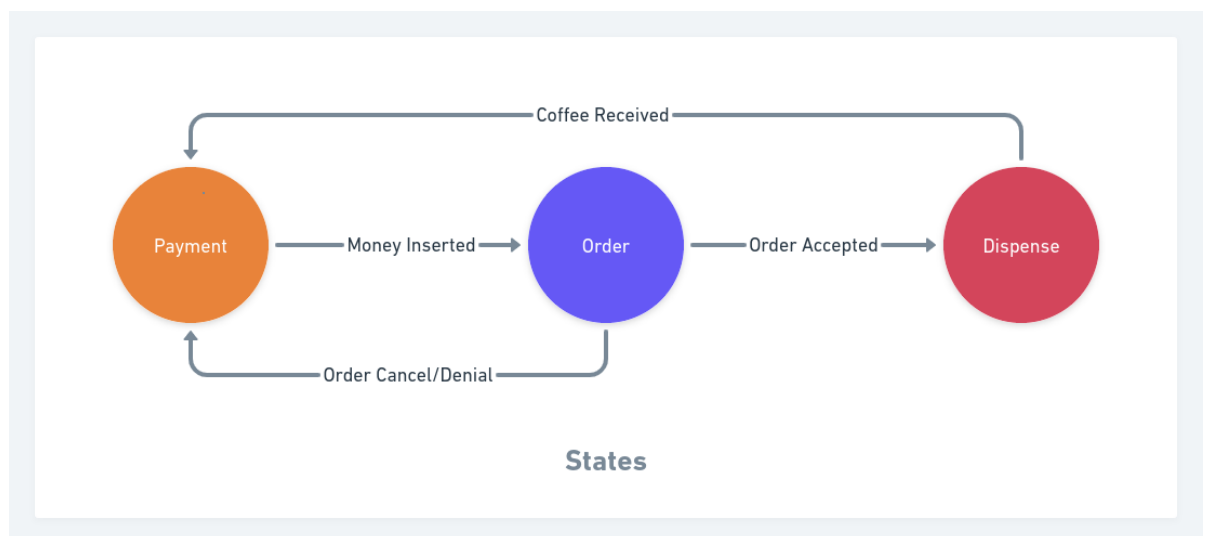 Coffee Received
Payment
Money Inserted
Order
Order Accepted
Dispense
Order Cancel/Denial
States